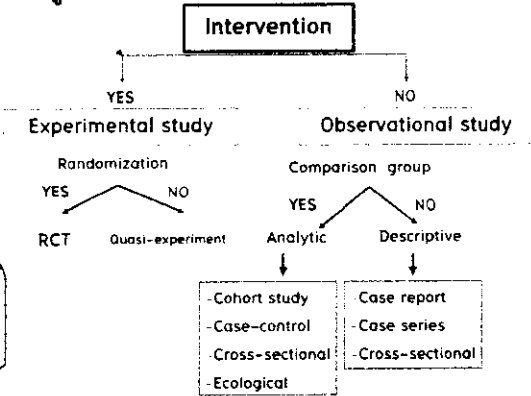 Intervention
YES NO
Experimental study Observational study
Randomization Comparison group
YES NO YES NO
RCT Quasi-experiment Analytic Descriptive
-Cohort study -Case report
-Case-control -Case series
-Cross-sectional -Cross-sectional
-Ecological